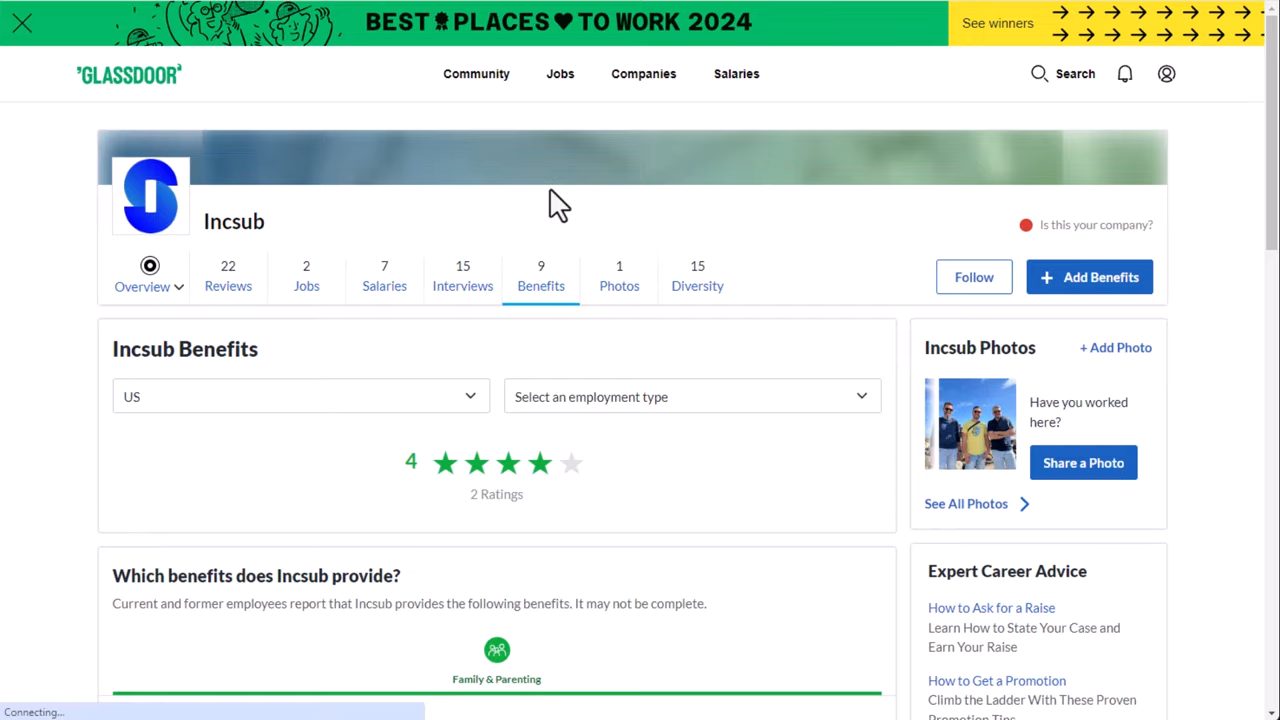 BEST PLACES TO WORK 2024
See winners
GLASSDOOR
Community
Jobs
Companies
Salaries
Search
Incsub
Is this your company?
Overview
22
Reviews
2
Jobs
7
Salaries
15
Interviews
9
Benefits
1
Photos
15
Diversity
Follow
+ Add Benefits
Incsub Benefits
US
Select an employment type
4
2 Ratings
Which benefits does Incsub provide?
Current and former employees report that Incsub provides the following benefits. It may not be complete.
Family & Parenting
Incsub Photos
+ Add Photo
Have you worked
here?
Share a Photo
See All Photos
Expert Career Advice
How to Ask for a Raise
Learn How to State Your Case and
Earn Your Raise
How to Get a Promotion
Climb the Ladder With These Proven
Promotion Tips
Connecting...